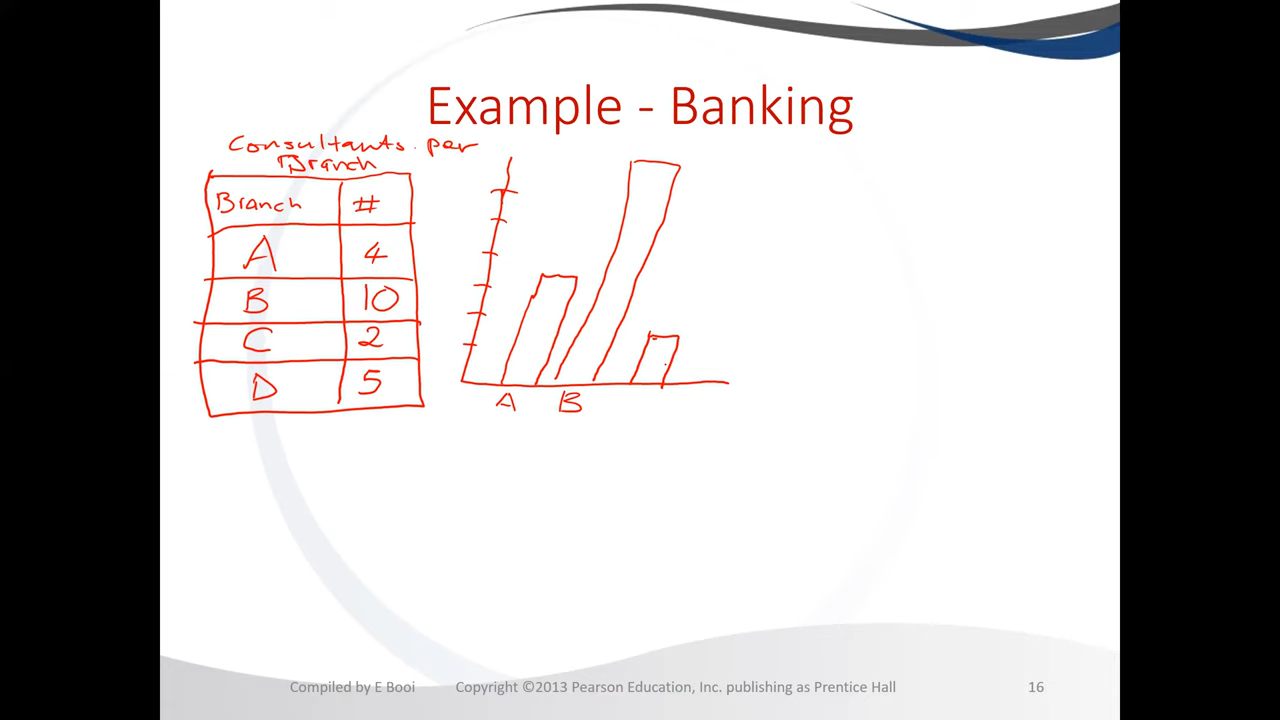 Example - Banking
Consultants per
Branch
Branch #
A 4
B 10
C 2
D 5
A B
Compiled by E Booi Copyright ©2013 Pearson Education, Inc. publishing as Prentice Hall 16